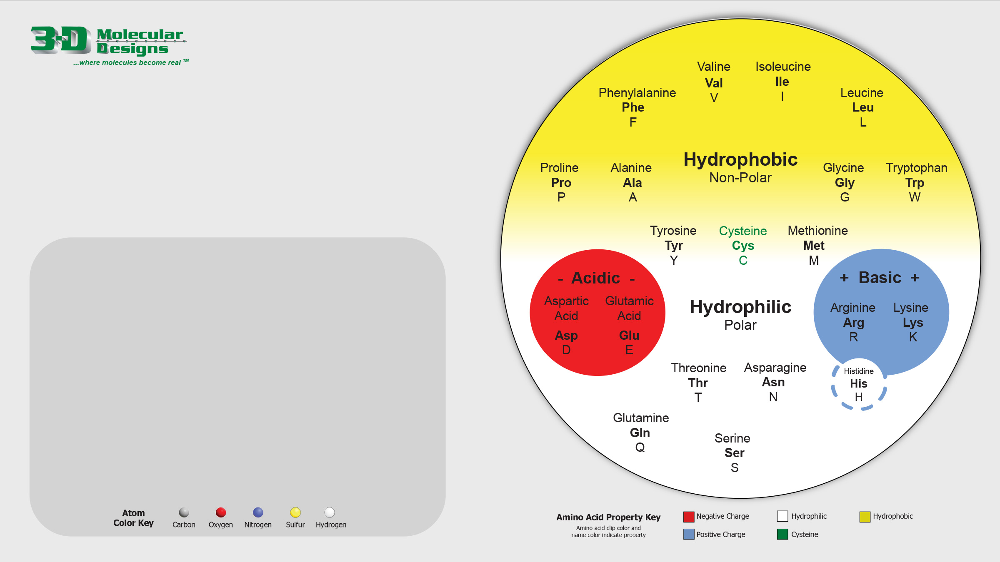 3-D Molecular
Designs
...where molecules become real ™
Valine
Val
V
Isoleucine
Ile
I
Phenylalanine
Phe
F
Leucine
Leu
L
Hydrophobic
Non-Polar
Proline
Pro
P
Alanine
Ala
A
Glycine
Gly
G
Tryptophan
Trp
W
Tyrosine
Tyr
Y
Cysteine
Cys
C
Methionine
Met
M
- Acidic -
Aspartic
Acid
Asp
D
Glutamic
Acid
Glu
E
Hydrophilic
Polar
+ Basic +
Arginine
Arg
R
Lysine
Lys
K
Histidine
His
H
Threonine
Thr
T
Asparagine
Asn
N
Glutamine
Gln
Q
Serine
Ser
S
Atom
Color Key
Carbon
Oxygen
Nitrogen
Sulfur
Hydrogen
Amino Acid Property Key
Amino acid clip color and
name color indicate property
Negative Charge
Hydrophilic
Hydrophobic
Positive Charge
Cysteine